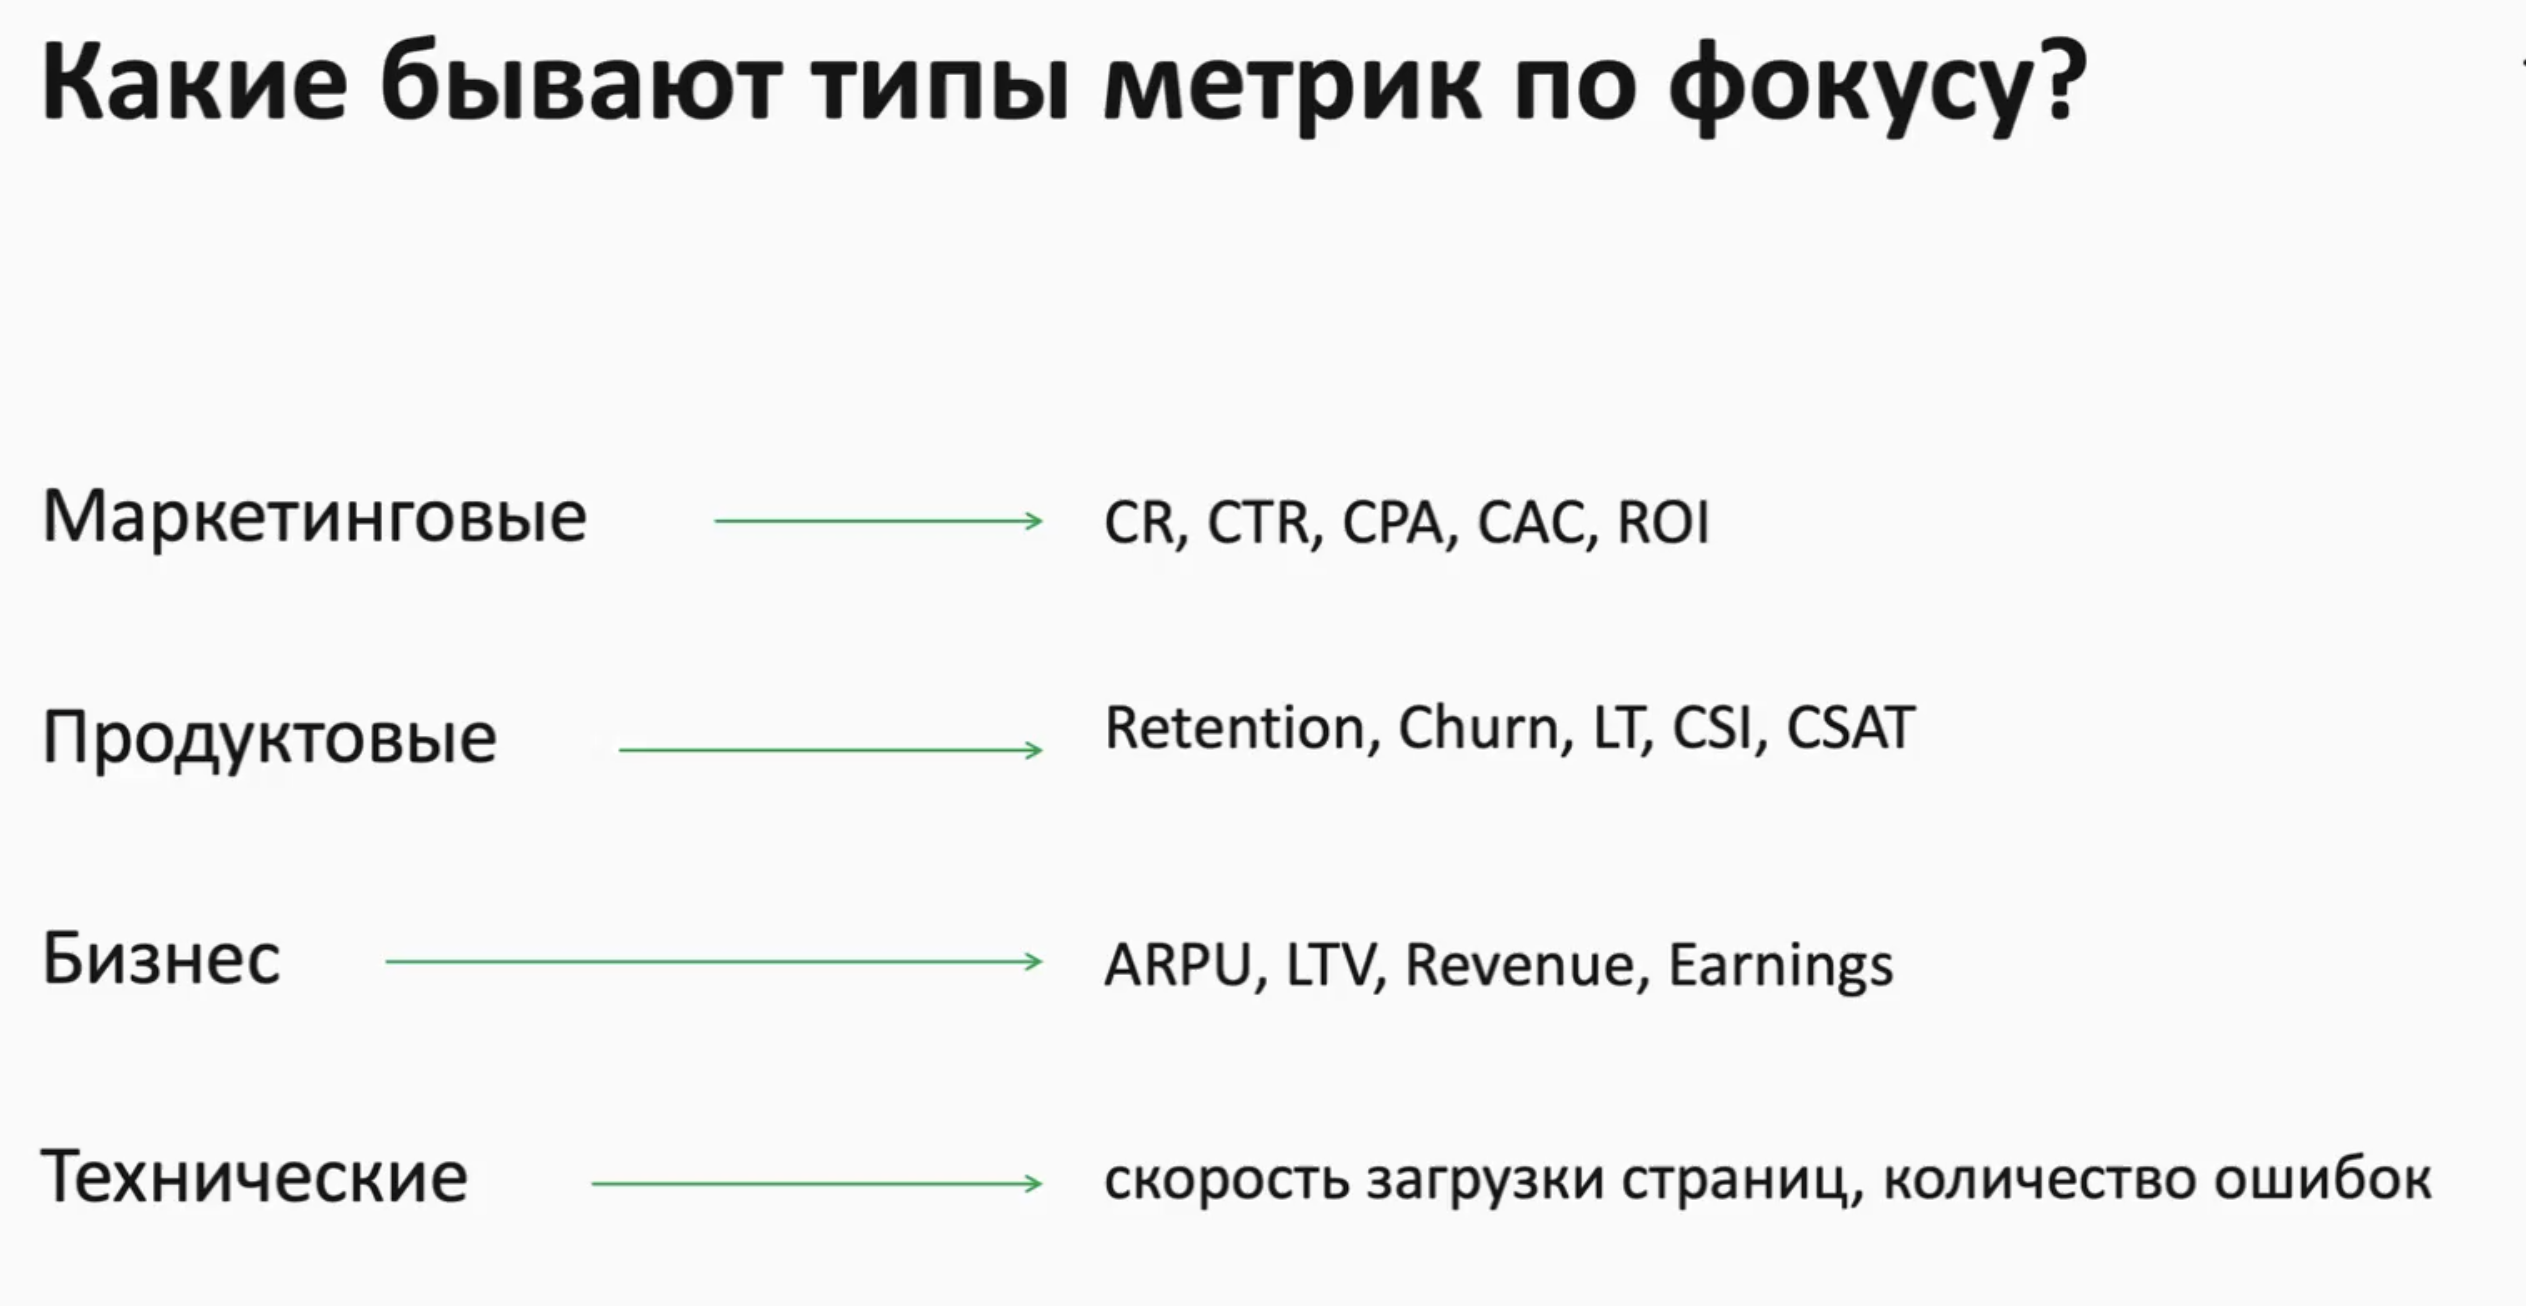 Какие бывают типы метрик по фокусу?
Маркетинговые
CR, CTR, CPA, CAC, ROI
Продуктовые
Retention, Churn, LT, CSI, CSAT
Бизнес
ARPU, LTV, Revenue, Earnings
Технические
скорость загрузки страниц, количество ошибок